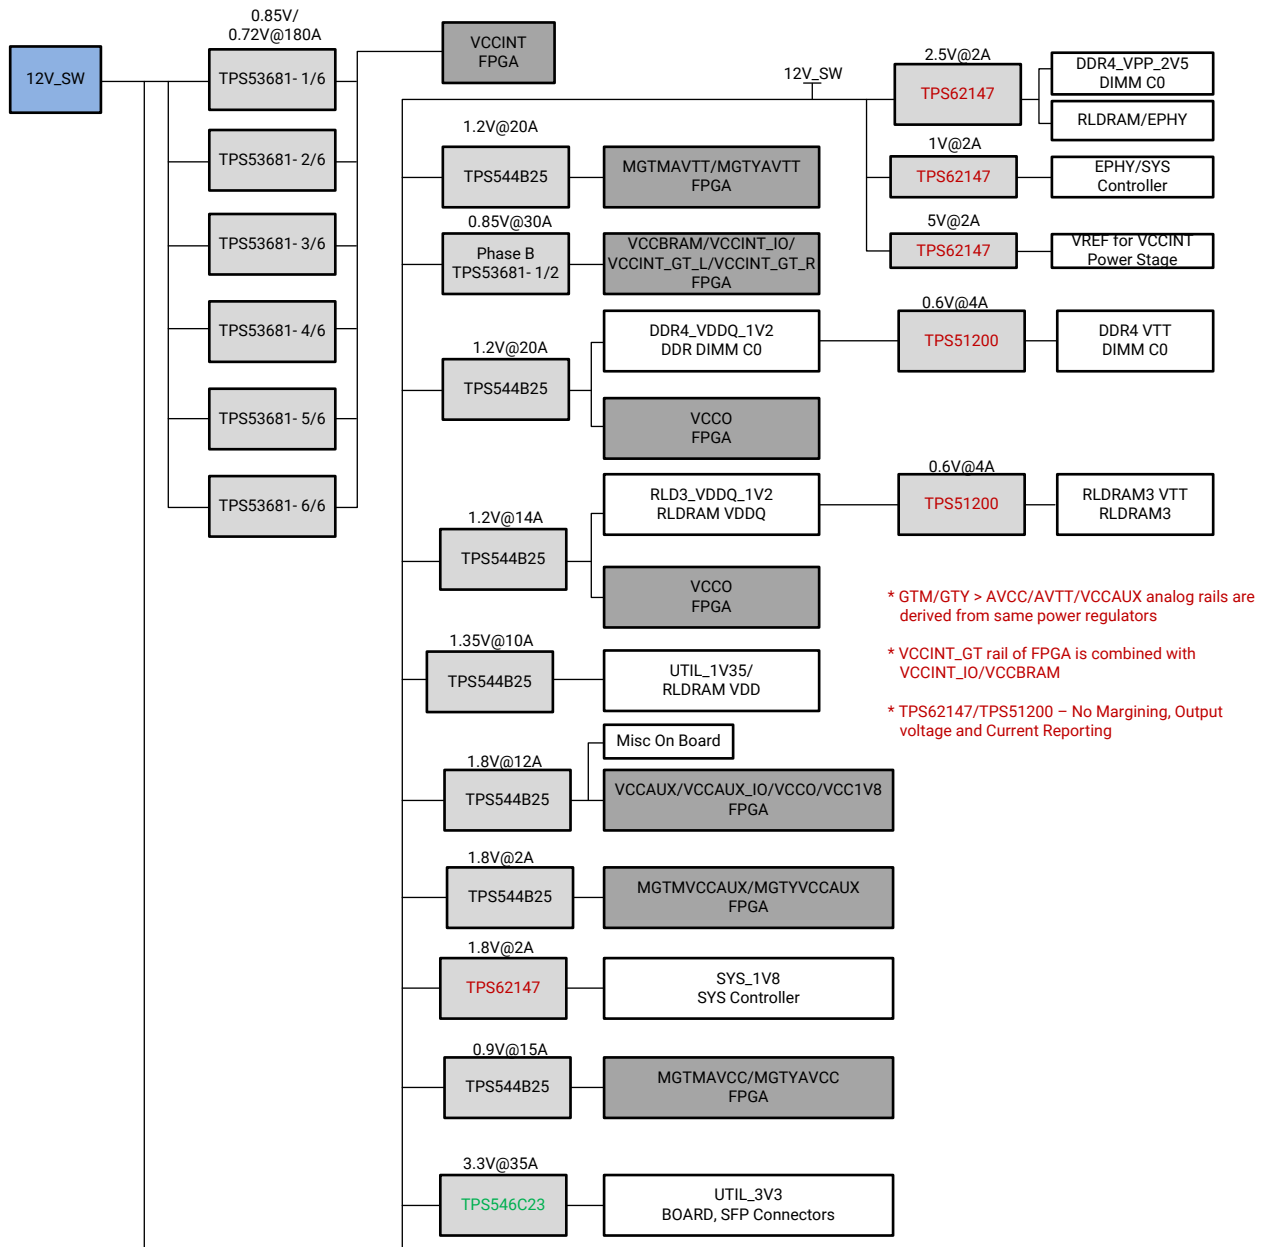 0.85V/
0.72V@180A
12V_SW
TPS53681- 1/6
TPS53681- 2/6
TPS53681- 3/6
TPS53681- 4/6
TPS53681- 5/6
TPS53681- 6/6
VCCINT
FPGA
12V_SW
2.5V@2A
TPS62147
DDR4_VPP_2V5
DIMM C0
RLDRAM/EPHY
1V@2A
TPS62147
EPHY/SYS
Controller
5V@2A
TPS62147
VREF for VCCINT
Power Stage
1.2V@20A
TPS544B25
MGTMAVTT/MGTYAVTT
FPGA
0.85V@30A
Phase B
TPS53681- 1/2
VCCBRAM/VCCINT_IO/
VCCINT_GT_L/VCCINT_GT_R
FPGA
1.2V@20A
TPS544B25
DDR4_VDDQ_1V2
DDR DIMM C0
VCCO
FPGA
0.6V@4A
TPS51200
DDR4 VTT
DIMM C0
1.2V@14A
TPS544B25
RLD3_VDDQ_1V2
RLDRAM VDDQ
VCCO
FPGA
0.6V@4A
TPS51200
RLDRAM3 VTT
RLDRAM3
* GTM/GTY > AVCC/AVTT/VCCAUX analog rails are
derived from same power regulators
* VCCINT_GT rail of FPGA is combined with
VCCINT_IO/VCCBRAM
* TPS62147/TPS51200 – No Margining, Output
voltage and Current Reporting
1.35V@10A
TPS544B25
UTIL_1V35/
RLDRAM VDD
1.8V@12A
TPS544B25
Misc On Board
VCCAUX/VCCAUX_IO/VCCO/VCC1V8
FPGA
1.8V@2A
TPS544B25
MGTMVCCAUX/MGTYVCCAUX
FPGA
1.8V@2A
TPS62147
SYS_1V8
SYS Controller
0.9V@15A
TPS544B25
MGTMAVCC/MGTYAVCC
FPGA
3.3V@35A
TPS546C23
UTIL_3V3
BOARD, SFP Connectors